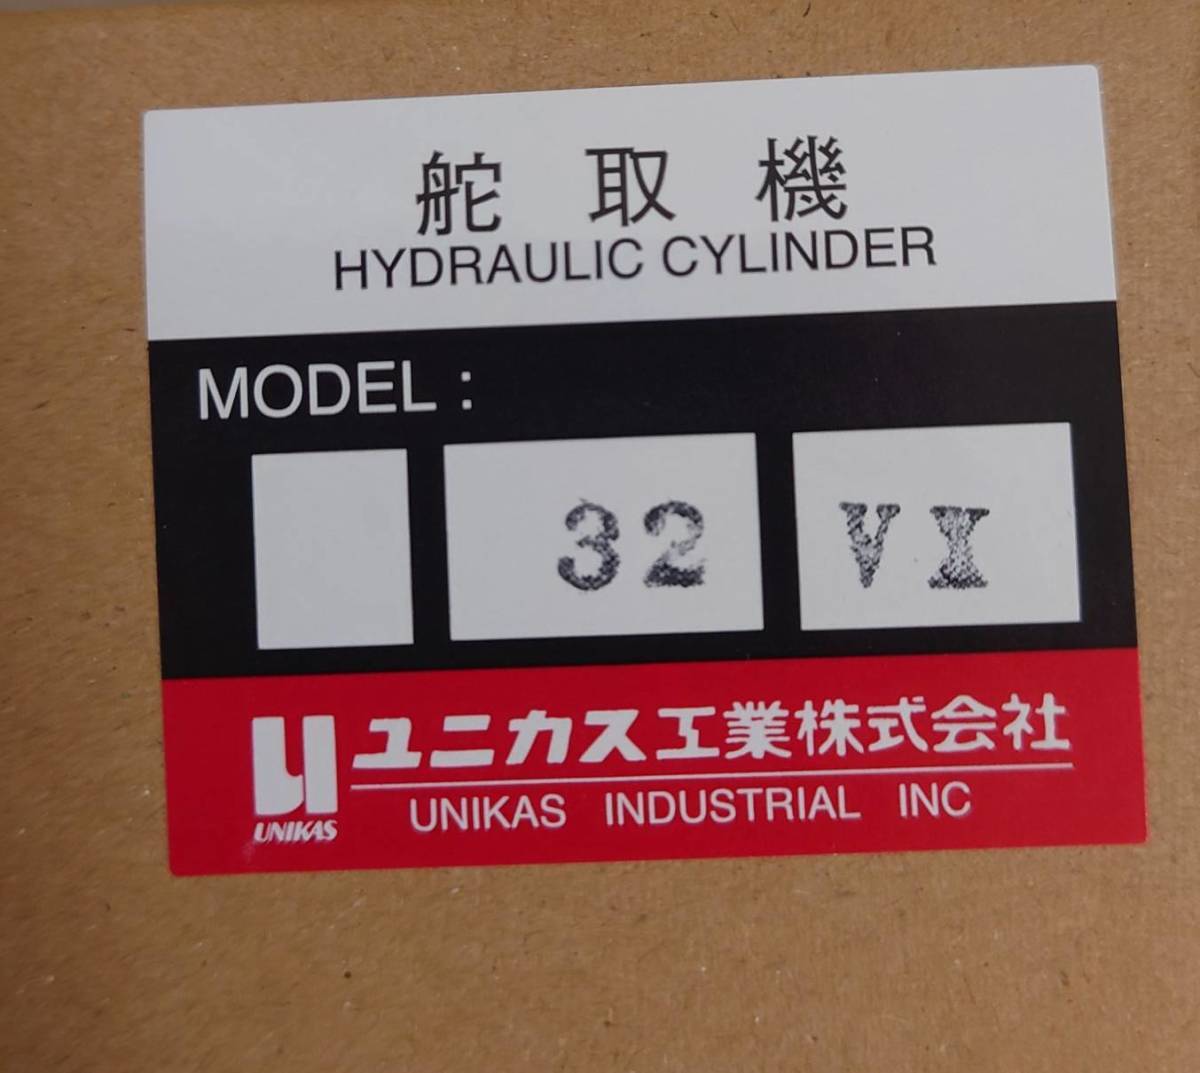 舵取機
HYDRAULIC CYLINDER
MODEL :
32 VX
ユニカス工業株式会社
UNIKAS
UNIKAS INDUSTRIAL INC